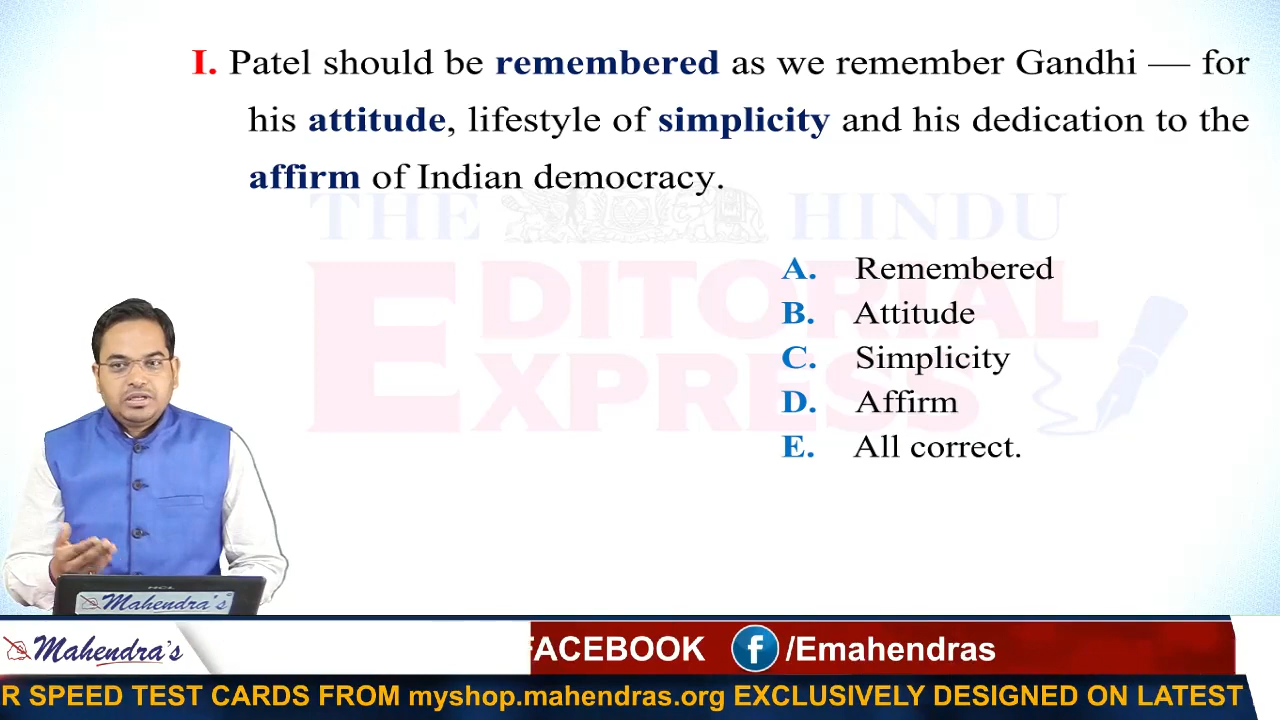 I. Patel should be remembered as we remember Gandhi — for
his attitude, lifestyle of simplicity and his dedication to the
affirm of Indian democracy.
THE HINDU
EDITORIAL
EXPRESS
A. Remembered
B. Attitude
C. Simplicity
D. Affirm
E. All correct.
HCL
Mahendra's
Mahendra's
FACEBOOK f /Emahendras
R SPEED TEST CARDS FROM myshop.mahendras.org EXCLUSIVELY DESIGNED ON LATEST